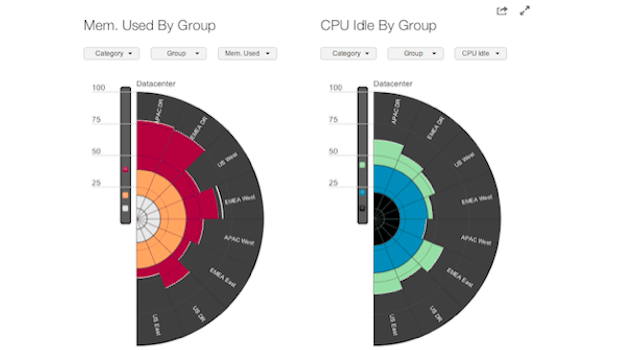 Mem. Used By Group
Category
Group
Mem. Used
Datacenter
100
75
50
25
APAC DR
EMEA DR
US West
EMEA West
APAC West
EMEA East
US DR
US East
CPU Idle By Group
Category
Group
CPU Idle
Datacenter
100
75
50
25
APAC DR
EMEA DR
US West
EMEA West
APAC West
EMEA East
US DR
US East